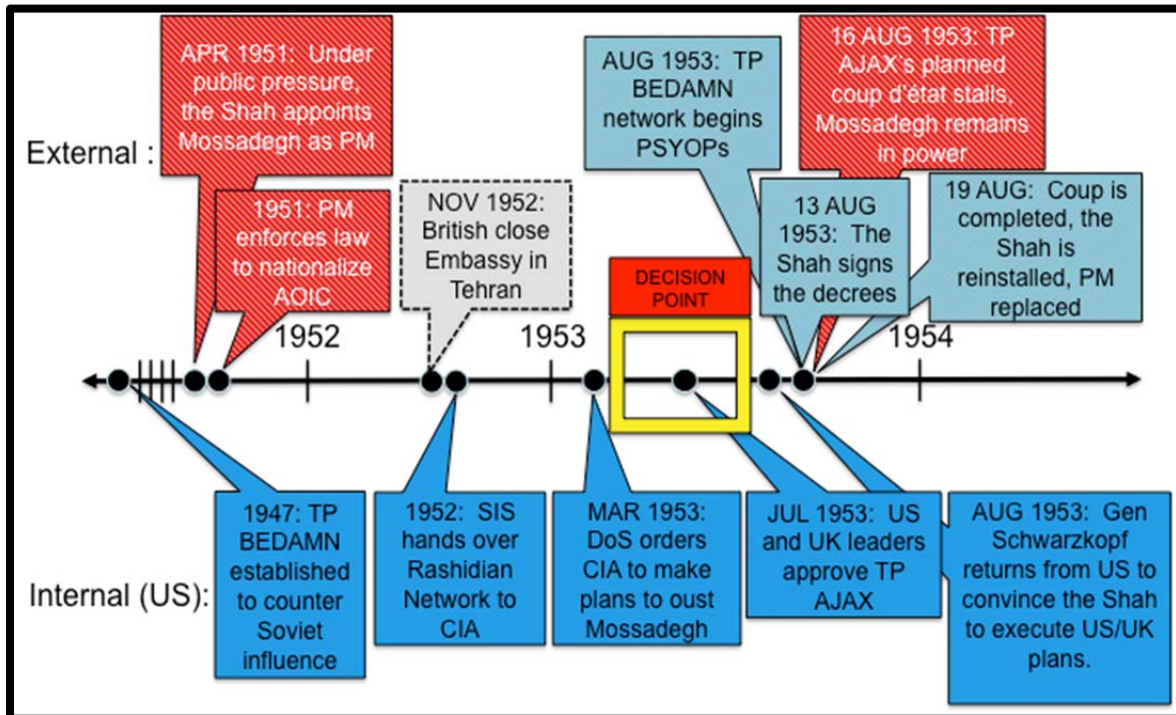 External :
APR 1951:  Under
public pressure,
the Shah appoints
Mossadegh as PM
1951: PM
enforces law
to nationalize
AOIC
NOV 1952:
British close
Embassy in
Tehran
AUG 1953:  TP
BEDAMN
network begins
PSYOPs
DECISION
POINT
13 AUG
1953: The
Shah signs
the decrees
16 AUG 1953: TP
AJAX's planned
coup d'état stalls,
Mossadegh remains
in power
19 AUG:  Coup is
completed, the
Shah is
reinstalled, PM
replaced
1952
1953
1954
Internal (US):
1947: TP
BEDAMN
established
to counter
Soviet
influence
1952:  SIS
hands over
Rashidian
Network to
CIA
MAR 1953:
DoS orders
CIA to make
plans to oust
Mossadegh
JUL 1953:  US
and UK leaders
approve TP
AJAX
AUG 1953:  Gen
Schwarzkopf
returns from US to
convince the Shah
to execute US/UK
plans.